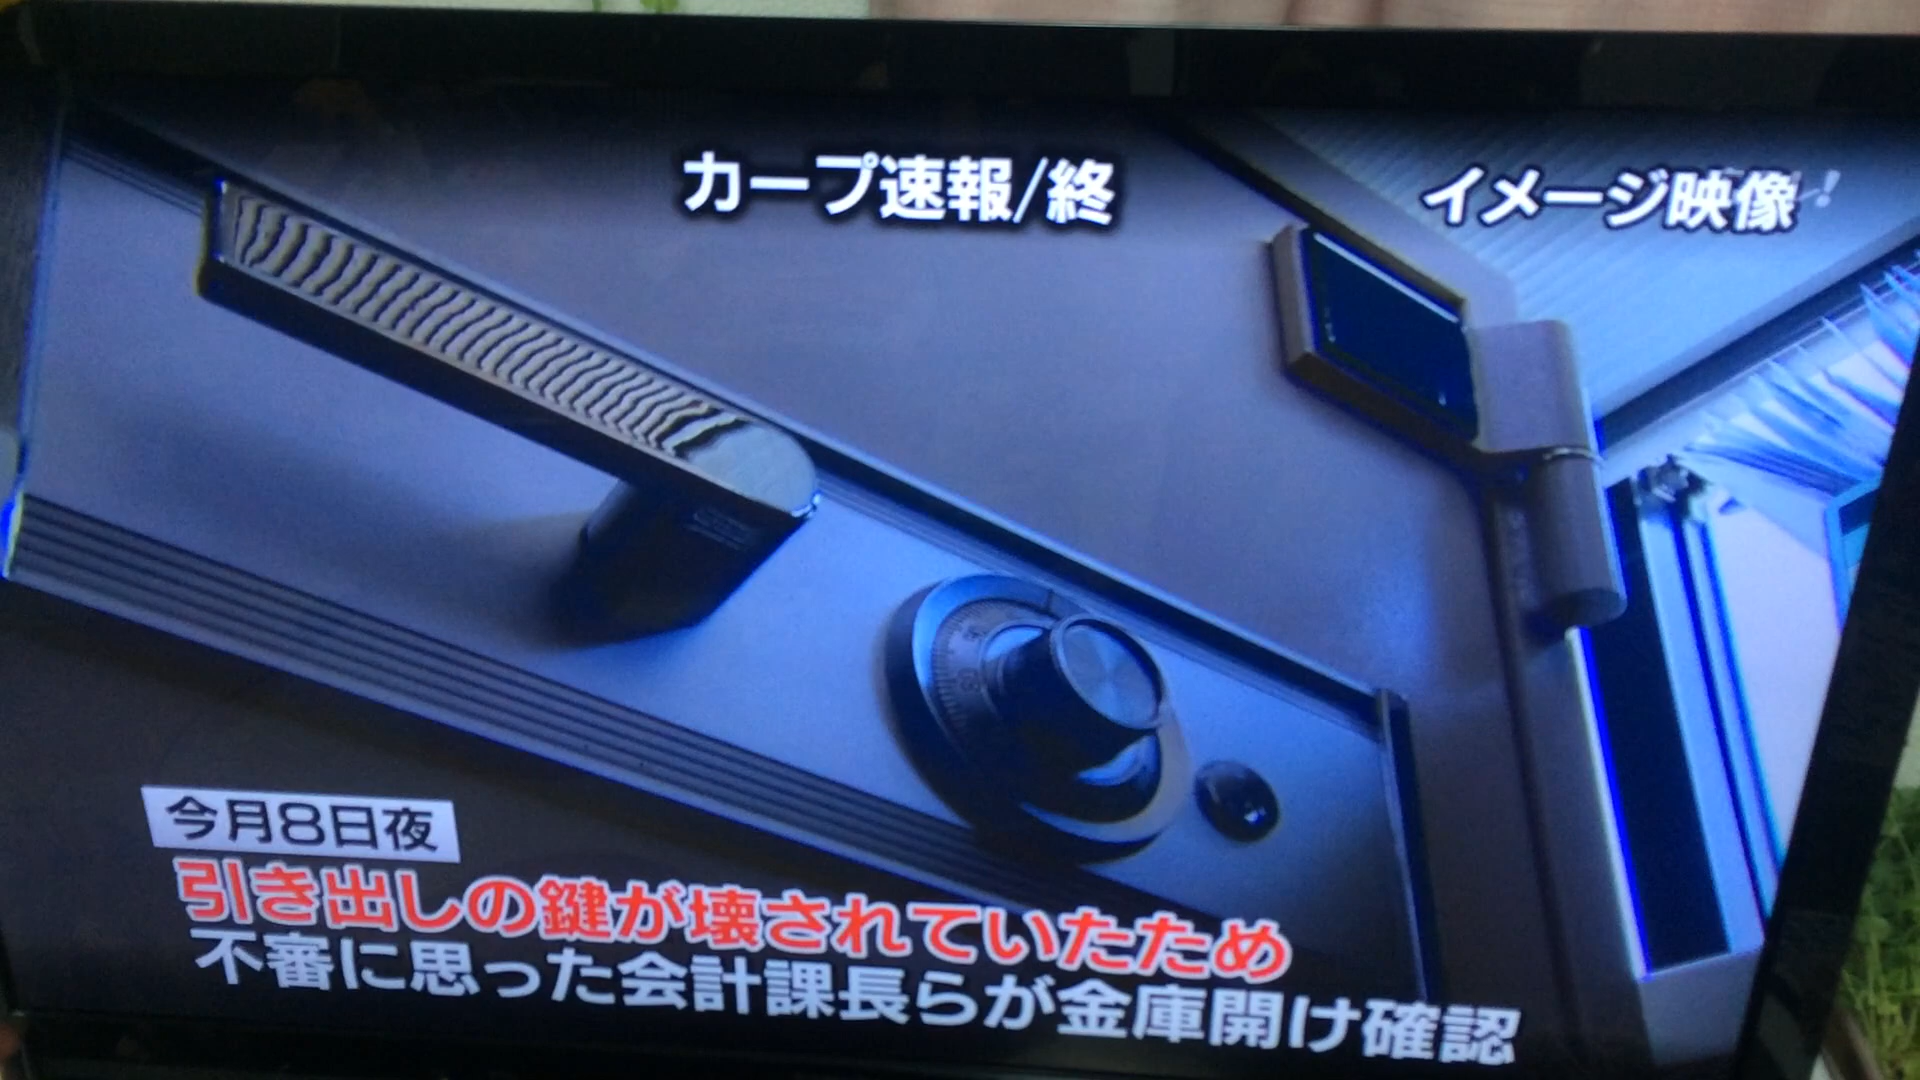 カープ速報/終
イメージ映像
今月8日夜
引き出しの鍵が壊されていたため
不審に思った会計課長らが金庫開け確認